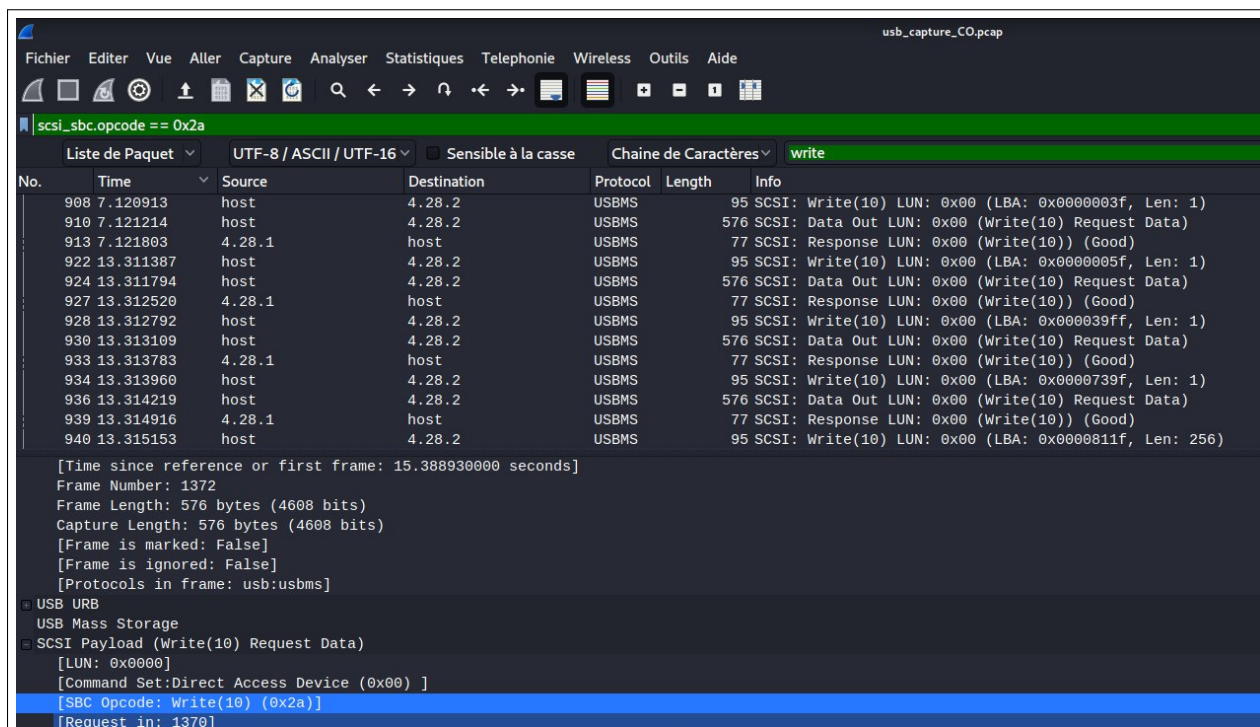 usb_capture_CO.pcap
Fichier Editer Vue Aller Capture Analyser Statistiques Telephonie Wireless Outils Aide
scsi_sbc.opcode == 0x2a
Liste de Paquet UTF-8 / ASCII / UTF-16 Sensible à la casse Chaine de Caractères write
No. Time Source Destination Protocol Length Info
908 7.120913 host 4.28.2 USBMS 95 SCSI: Write(10) LUN: 0x00 (LBA: 0x0000003f, Len: 1)
910 7.121214 host 4.28.2 USBMS 576 SCSI: Data Out LUN: 0x00 (Write(10) Request Data)
913 7.121803 4.28.1 host USBMS 77 SCSI: Response LUN: 0x00 (Write(10)) (Good)
922 13.311387 host 4.28.2 USBMS 95 SCSI: Write(10) LUN: 0x00 (LBA: 0x0000005f, Len: 1)
924 13.311794 host 4.28.2 USBMS 576 SCSI: Data Out LUN: 0x00 (Write(10) Request Data)
927 13.312520 4.28.1 host USBMS 77 SCSI: Response LUN: 0x00 (Write(10)) (Good)
928 13.312792 host 4.28.2 USBMS 95 SCSI: Write(10) LUN: 0x00 (LBA: 0x000039ff, Len: 1)
930 13.313109 host 4.28.2 USBMS 576 SCSI: Data Out LUN: 0x00 (Write(10) Request Data)
933 13.313783 4.28.1 host USBMS 77 SCSI: Response LUN: 0x00 (Write(10)) (Good)
934 13.313960 host 4.28.2 USBMS 95 SCSI: Write(10) LUN: 0x00 (LBA: 0x0000739f, Len: 1)
936 13.314219 host 4.28.2 USBMS 576 SCSI: Data Out LUN: 0x00 (Write(10) Request Data)
939 13.314916 4.28.1 host USBMS 77 SCSI: Response LUN: 0x00 (Write(10)) (Good)
940 13.315153 host 4.28.2 USBMS 95 SCSI: Write(10) LUN: 0x00 (LBA: 0x0000811f, Len: 256)
[Time since reference or first frame: 15.388930000 seconds]
Frame Number: 1372
Frame Length: 576 bytes (4608 bits)
Capture Length: 576 bytes (4608 bits)
[Frame is marked: False]
[Frame is ignored: False]
[Protocols in frame: usb:usbms]
USB URB
USB Mass Storage
SCSI Payload (Write(10) Request Data)
[LUN: 0x0000]
[Command Set:Direct Access Device (0x00) ]
[SBC Opcode: Write(10) (0x2a)]
[Request in: 1370]